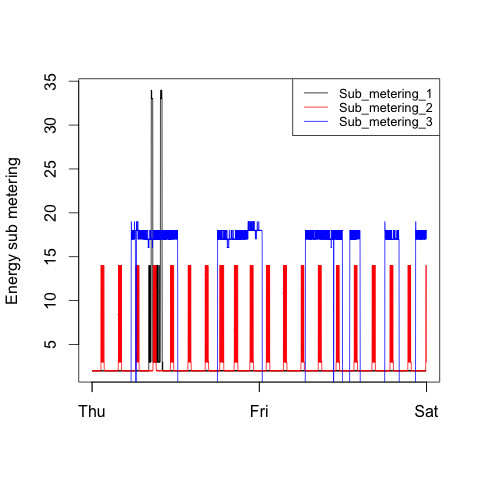 Energy sub metering
35
30
25
20
15
10
5
Sub_metering_1
Sub_metering_2
Sub_metering_3
Thu
Fri
Sat